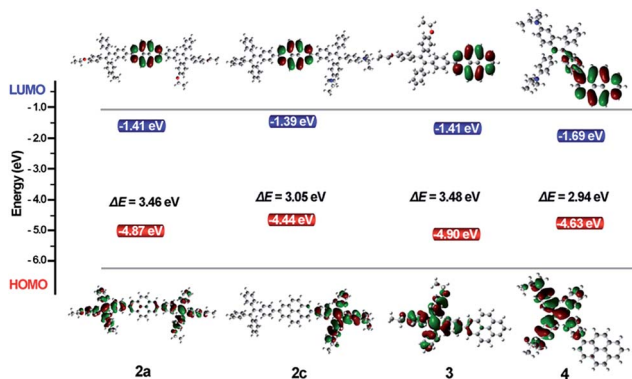 LUMO
Energy (eV)
-1.0
-2.0
-3.0
-4.0
-5.0
-6.0
HOMO
-1.41 eV
-1.39 eV
-1.41 eV
-1.69 eV
ΔE = 3.46 eV
ΔE = 3.05 eV
ΔE = 3.48 eV
ΔE = 2.94 eV
-4.87 eV
-4.44 eV
-4.90 eV
-4.63 eV
2a
2c
3
4